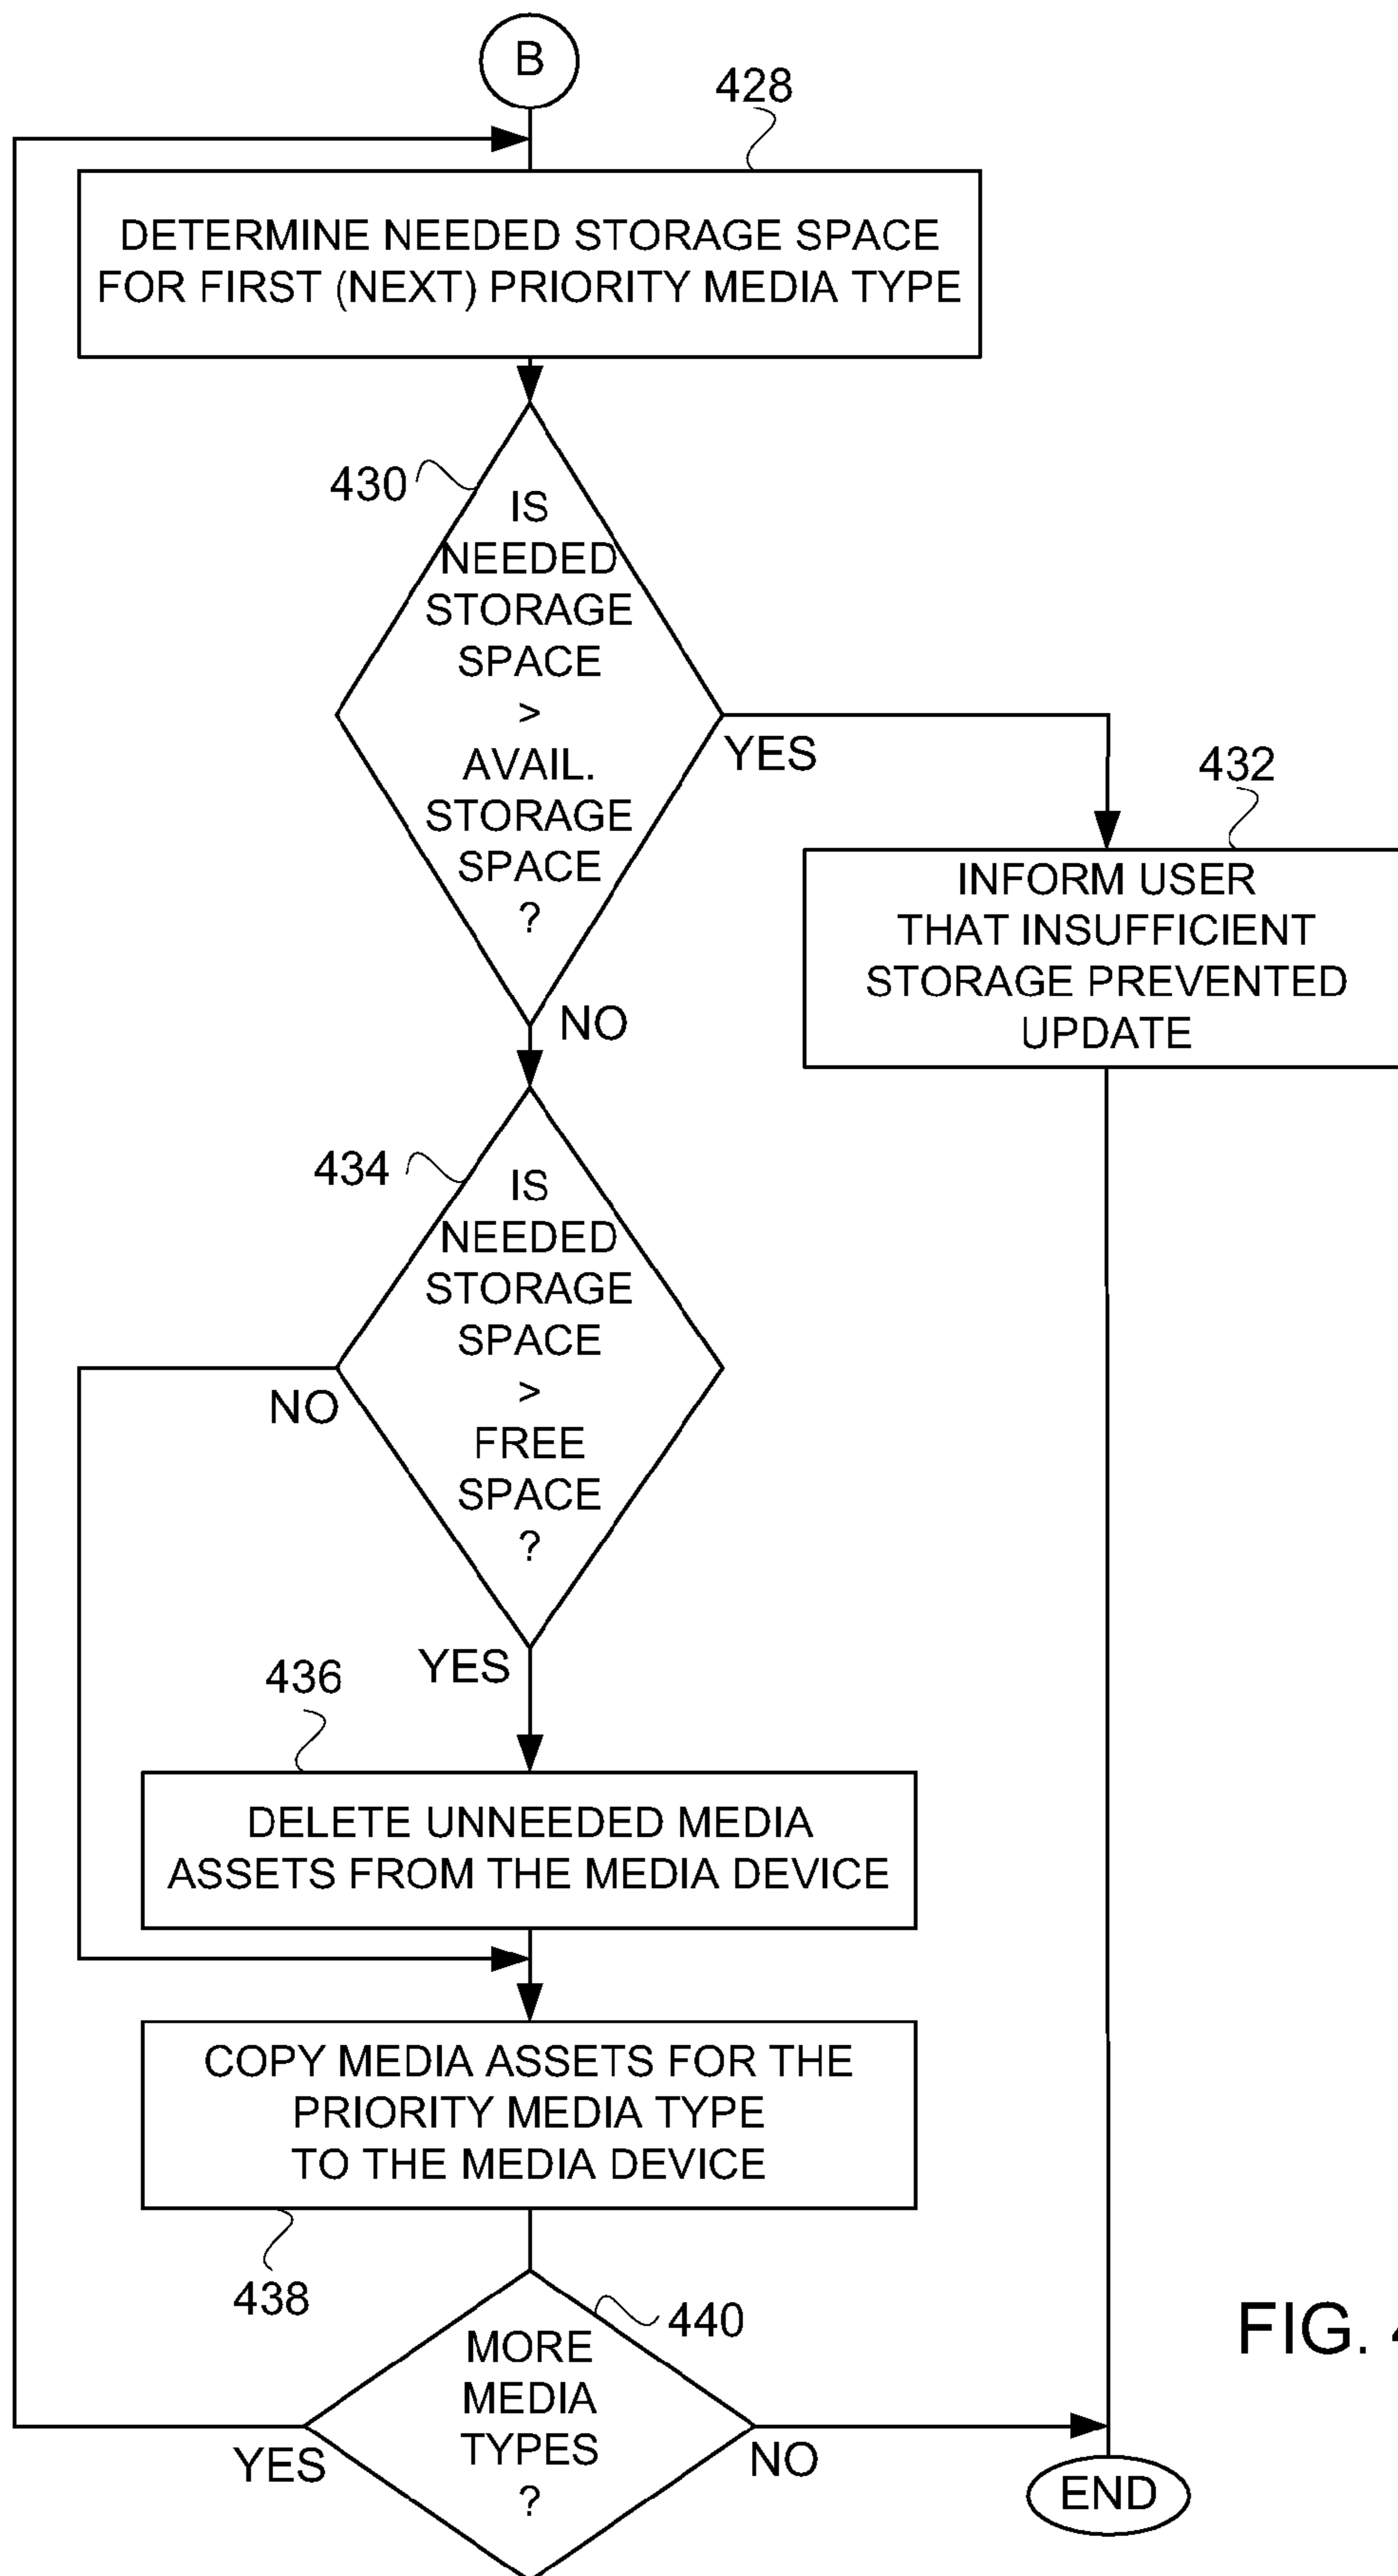 B
428
DETERMINE NEEDED STORAGE SPACE
FOR FIRST (NEXT) PRIORITY MEDIA TYPE
430
IS
NEEDED
STORAGE
SPACE
>
AVAIL.
STORAGE
SPACE
?
YES
NO
432
INFORM USER
THAT INSUFFICIENT
STORAGE PREVENTED
UPDATE
434
IS
NEEDED
STORAGE
SPACE
>
FREE
SPACE
?
NO
YES
436
DELETE UNNEEDED MEDIA
ASSETS FROM THE MEDIA DEVICE
COPY MEDIA ASSETS FOR THE
PRIORITY MEDIA TYPE
TO THE MEDIA DEVICE
438
440
MORE
MEDIA
TYPES
?
YES
NO
END
FIG.